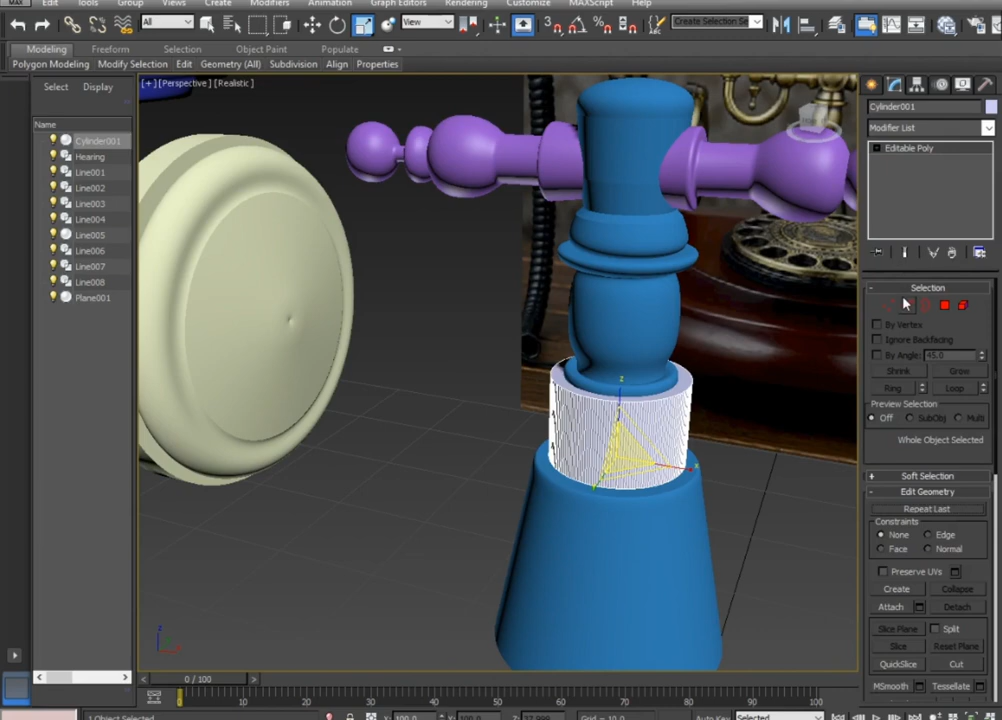 MAX Edit Tools Group Views Create Modifiers Animation Graph Editors Rendering Customize MAXScript Help
All View Create Selection Se
Modeling Freeform Selection Object Paint Populate
Polygon Modeling Modify Selection Edit Geometry (All) Subdivision Align Properties
Select Display
Name
Cylinder001
Hearing
Line001
Line002
Line003
Line004
Line005
Line006
Line007
Line008
Plane001
[+] [Perspective] [Realistic]
z
x
y
z
0 / 100
0 10 20 30 40 50 60 70 80 90 100
1 Object Selected X: 100.0 Y: 100.0 Z: Grid = 10.0 Auto Key Selected
Cylinder001
Modifier List
Editable Poly
- Selection
By Vertex
Ignore Backfacing
By Angle: 45.0
Shrink Grow
Ring Loop
Preview Selection
Off SubObj Multi
Whole Object Selected
+ Soft Selection
- Edit Geometry
Repeat Last
Constraints
None Edge
Face Normal
Preserve UVs
Create Collapse
Attach Detach
Slice Plane Split
Slice Reset Plane
QuickSlice Cut
MSmooth Tessellate